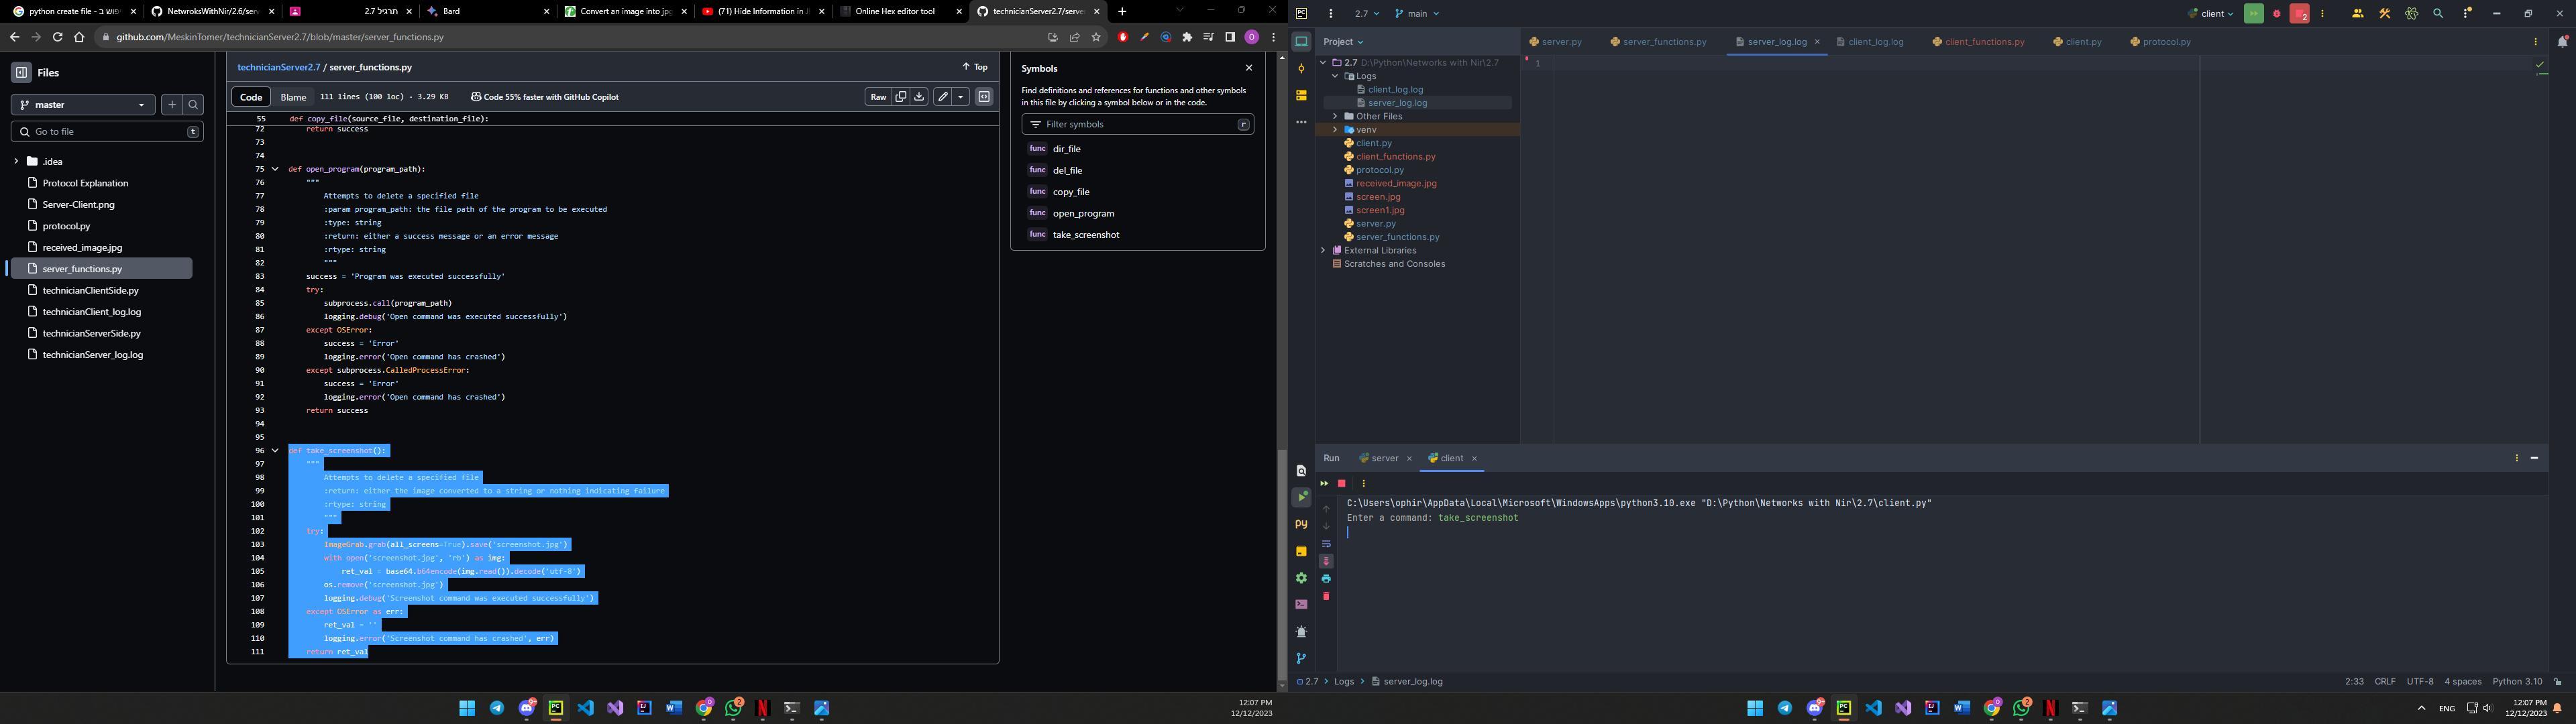 python create file - חיפוש ב
NetwroksWithNir/2.6/serv
תרגיל 2.7
Bard
Convert an image into jpg
(71) Hide Information in JI
Online Hex editor tool
technicianServer2.7/server
github.com/MeskinTomer/technicianServer2.7/blob/master/server_functions.py
Files
master
Go to file
t
.idea
Protocol Explanation
Server-Client.png
protocol.py
received_image.jpg
server_functions.py
technicianClientSide.py
technicianClient_log.log
technicianServerSide.py
technicianServer_log.log
technicianServer2.7 / server_functions.py
Top
Code
Blame
111 lines (100 loc) · 3.29 KB
Code 55% faster with GitHub Copilot
Raw
55 def copy_file(source_file, destination_file):
72 return success
73
74
75 def open_program(program_path):
76 """
77 Attempts to delete a specified file
78 :param program_path: the file path of the program to be executed
79 :type: string
80 :return: either a success message or an error message
81 :rtype: string
82 """
83 success = 'Program was executed successfully'
84 try:
85 subprocess.call(program_path)
86 logging.debug('Open command was executed successfully')
87 except OSError:
88 success = 'Error'
89 logging.error('Open command has crashed')
90 except subprocess.CalledProcessError:
91 success = 'Error'
92 logging.error('Open command has crashed')
93 return success
94
95
96 def take_screenshot():
97 """
98 Attempts to delete a specified file
99 :return: either the image converted to a string or nothing indicating failure
100 :rtype: string
101 """
102 try:
103 ImageGrab.grab(all_screens=True).save('screenshot.jpg')
104 with open('screenshot.jpg', 'rb') as img:
105 ret_val = base64.b64encode(img.read()).decode('utf-8')
106 os.remove('screenshot.jpg')
107 logging.debug('Screenshot command was executed successfully')
108 except OSError as err:
109 ret_val = ''
110 logging.error('Screenshot command has crashed', err)
111 return ret_val
Symbols
Find definitions and references for functions and other symbols
in this file by clicking a symbol below or in the code.
Filter symbols
r
func dir_file
func del_file
func copy_file
func open_program
func take_screenshot
12:07 PM
12/12/2023
PC
2.7
main
client
2
Project
server.py
server_functions.py
server_log.log
client_log.log
client_functions.py
client.py
protocol.py
2.7 D:\Python\Networks with Nir\2.7
Logs
client_log.log
server_log.log
Other Files
venv
client.py
client_functions.py
protocol.py
received_image.jpg
screen.jpg
screen1.jpg
server.py
server_functions.py
External Libraries
Scratches and Consoles
1
Run
server
client
C:\Users\ophir\AppData\Local\Microsoft\WindowsApps\python3.10.exe "D:\Python\Networks with Nir\2.7\client.py"
Enter a command: take_screenshot
2.7 > Logs > server_log.log
2:33 CRLF UTF-8 4 spaces Python 3.10
ENG
12:07 PM
12/12/2023